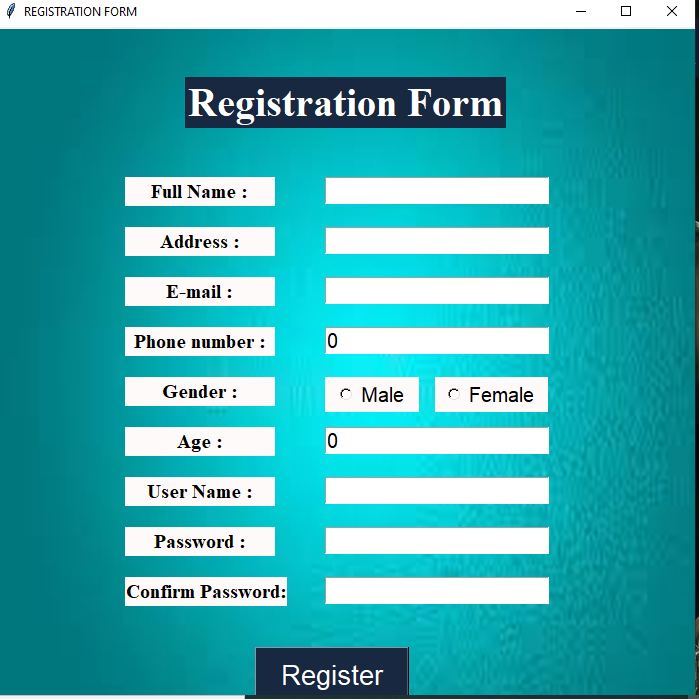 REGISTRATION FORM
Registration Form
Full Name :
Address :
E-mail :
Phone number : 0
Gender : Male Female
Age : 0
User Name :
Password :
Confirm Password:
Register